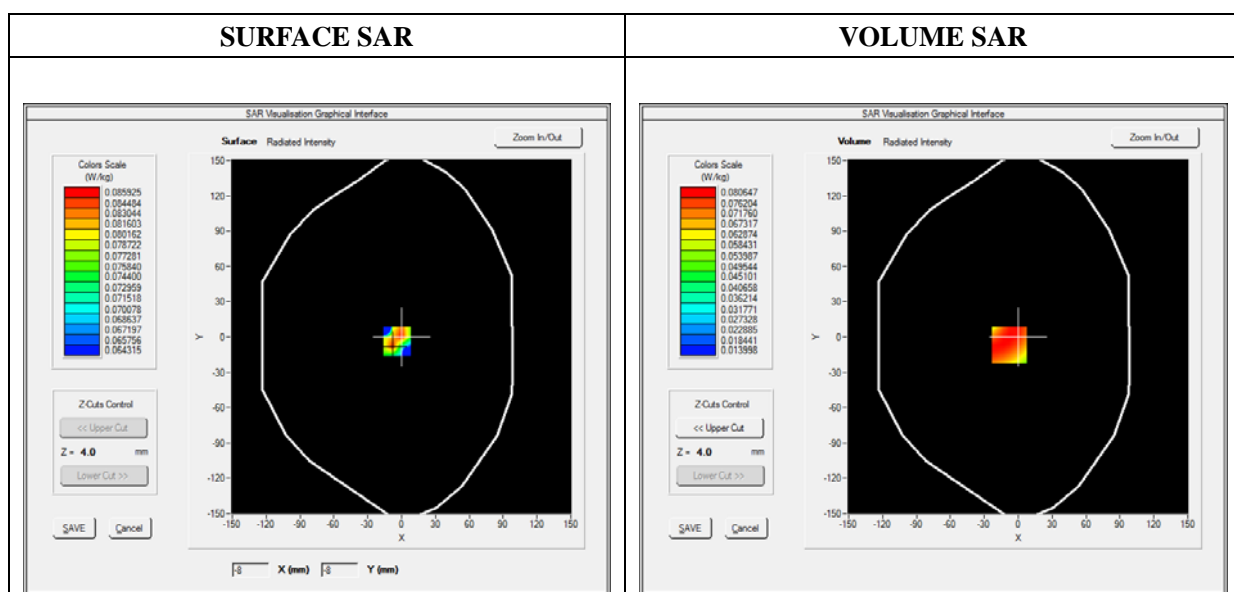 SURFACE SAR
VOLUME SAR
SAR Visualisation Graphical Interface
Surface Radiated Intensity
Zoom In/Out
Colors Scale
(W/kg)
0.085925
0.084484
0.083044
0.081603
0.080162
0.078722
0.077281
0.075840
0.074400
0.072959
0.071518
0.070078
0.068637
0.067197
0.065756
0.064315
Z-Cuts Control
<< Upper Cut
Z = 4.0 mm
Lower Cut >>
SAVE Cancel
150
120
90
60
30
0
-30
-60
-90
-120
-150
Y
-150 -120 -90 -60 -30 0 30 60 90 120 150
X
-8 X (mm) -8 Y (mm)
SAR Visualisation Graphical Interface
Volume Radiated Intensity
Zoom In/Out
Colors Scale
(W/kg)
0.080647
0.076204
0.071760
0.067317
0.062874
0.058431
0.053987
0.049544
0.045101
0.040658
0.036214
0.031771
0.027328
0.022885
0.018441
0.013998
Z-Cuts Control
<< Upper Cut
Z = 4.0 mm
Lower Cut >>
SAVE Cancel
150
120
90
60
30
0
-30
-60
-90
-120
-150
Y
-150 -120 -90 -60 -30 0 30 60 90 120 150
X